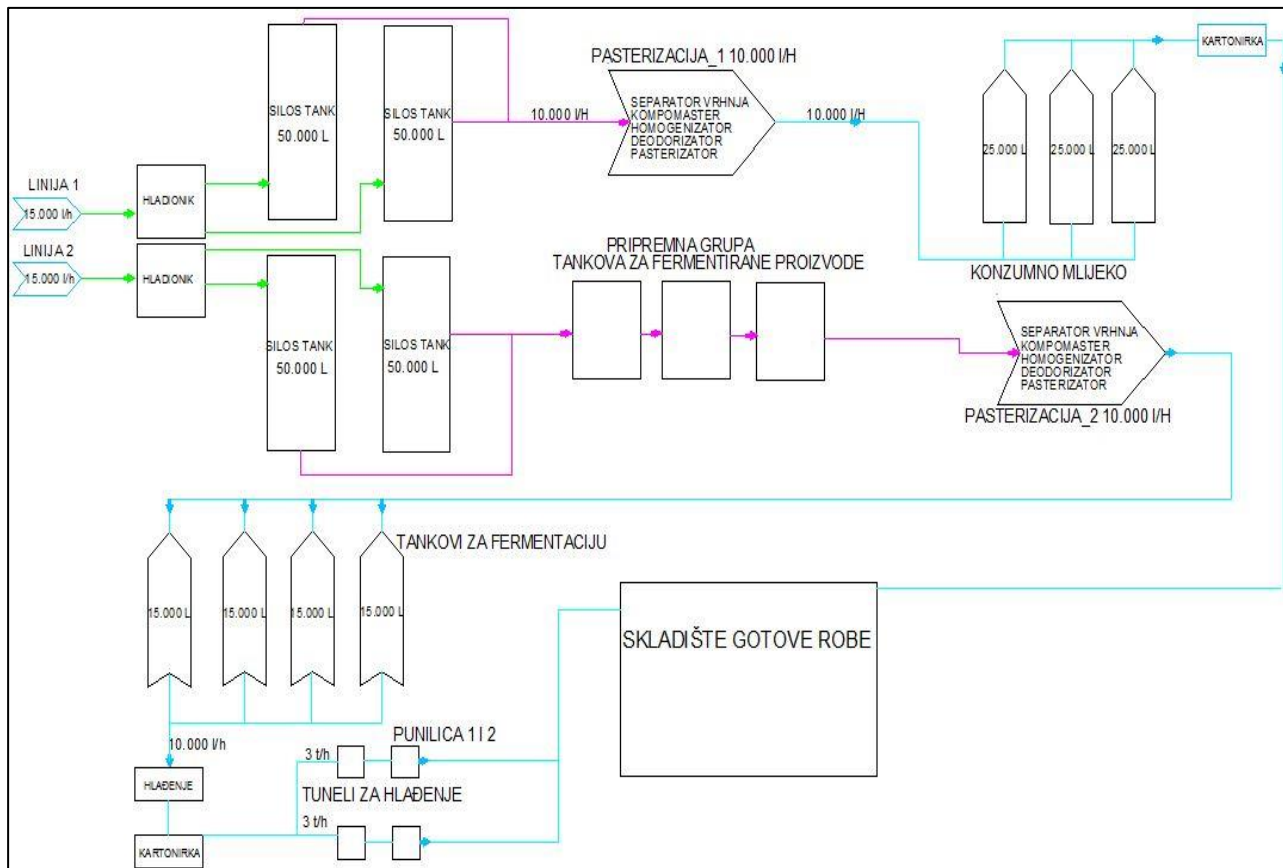 SILOS TANK
50.000 L
SILOS TANK
50.000 L
PASTERIZACIJA_1 10.000 l/H
10.000 l/H
SEPARATOR VRHNJA
KOMPOMASTER
HOMOGENIZATOR
DEODORIZATOR
PASTERIZATOR
10.000 l/H
25.000 L
25.000 L
25.000 L
KARTONIRKA
LINIJA 1
15.000 l/h
HLADIONIK
LINIJA 2
15.000 l/h
HLADIONIK
SILOS TANK
50.000 L
SILOS TANK
50.000 L
PRIPREMNA GRUPA
TANKOVA ZA FERMENTIRANE PROIZVODE
KONZUMNO MLIJEKO
SEPARATOR VRHNJA
KOMPOMASTER
HOMOGENIZATOR
DEODORIZATOR
PASTERIZATOR
PASTERIZACIJA_2 10.000 l/H
TANKOVI ZA FERMENTACIJU
15.000 L
15.000 L
15.000 L
15.000 L
SKLADIŠTE GOTOVE ROBE
10.000 l/h
HLAĐENJE
KARTONIRKA
PUNILICA 1 I 2
3 t/h
TUNELI ZA HLAĐENJE
3 t/h